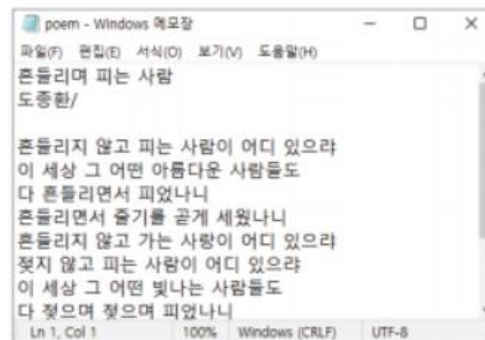 poem - Windows 메모장
파일(F) 편집(E) 서식(O) 보기(V) 도움말(H)
흔들리며 피는 사람
도종환/
흔들리지 않고 피는 사람이 어디 있으랴
이 세상 그 어떤 아름다운 사람들도
다 흔들리면서 피었나니
흔들리면서 줄기를 곧게 세웠나니
흔들리지 않고 가는 사랑이 어디 있으랴
젖지 않고 피는 사람이 어디 있으랴
이 세상 그 어떤 빛나는 사람들도
다 젖으며 젖으며 피었나니
Ln 1, Col 1 100% Windows (CRLF) UTF-8